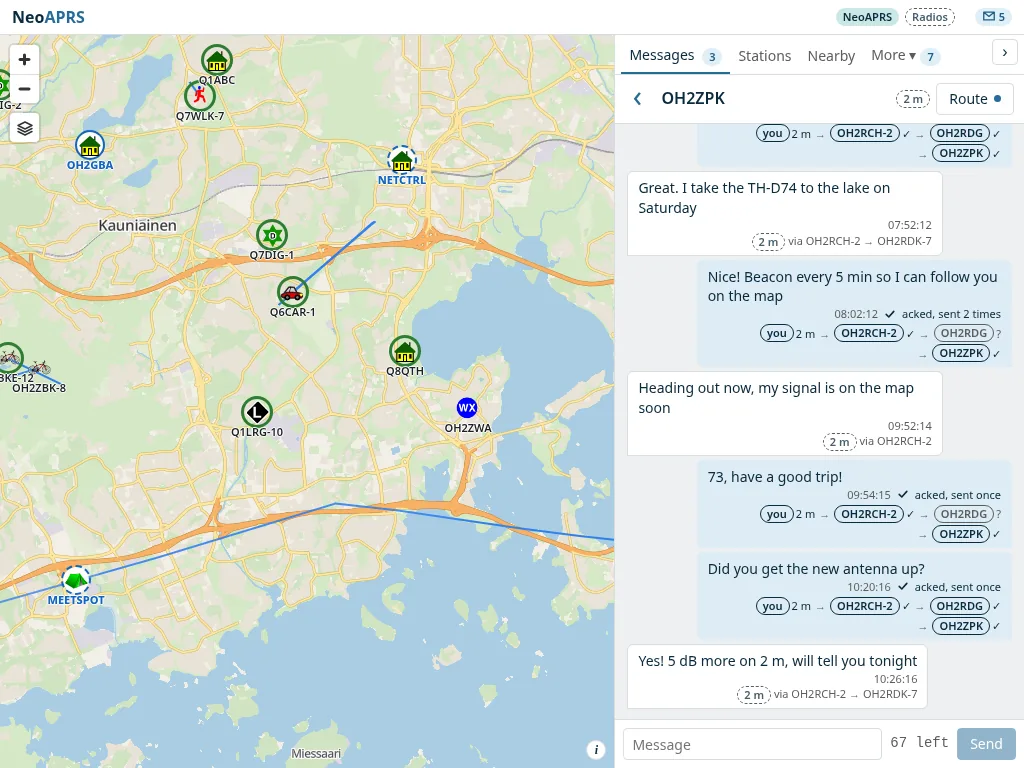 NeoAPRS
NeoAPRS
Radios
5
Q1ABC
IG-2
Q7WLK-7
OH2GBA
NETCTRL
Kauniainen
Q7DIG-1
D
Q6CAR-1
Q8QTH
BKE-12
OH2ZBK-8
WX
OH2ZWA
L
Q1LRG-10
MEETSPOT
Miessaari
i
Messages 3
Stations
Nearby
More ▾ 7
OH2ZPK
2 m
Route
you 2 m → OH2RCH-2 ✓ → OH2RDG ✓
→ OH2ZPK ✓
Great. I take the TH-D74 to the lake on
Saturday
07:52:12
2 m via OH2RCH-2 → OH2RDK-7
Nice! Beacon every 5 min so I can follow you
on the map
08:02:12 ✓ acked, sent 2 times
you 2 m → OH2RCH-2 ✓ → OH2RDG ?
→ OH2ZPK ✓
Heading out now, my signal is on the map
soon
09:52:14
2 m via OH2RCH-2
73, have a good trip!
09:54:15 ✓ acked, sent once
you 2 m → OH2RCH-2 ✓ → OH2RDG ?
→ OH2ZPK ✓
Did you get the new antenna up?
10:20:16 ✓ acked, sent once
you 2 m → OH2RCH-2 ✓ → OH2RDG ✓
→ OH2ZPK ✓
Yes! 5 dB more on 2 m, will tell you tonight
10:26:16
2 m via OH2RCH-2 → OH2RDK-7
Message
67 left
Send